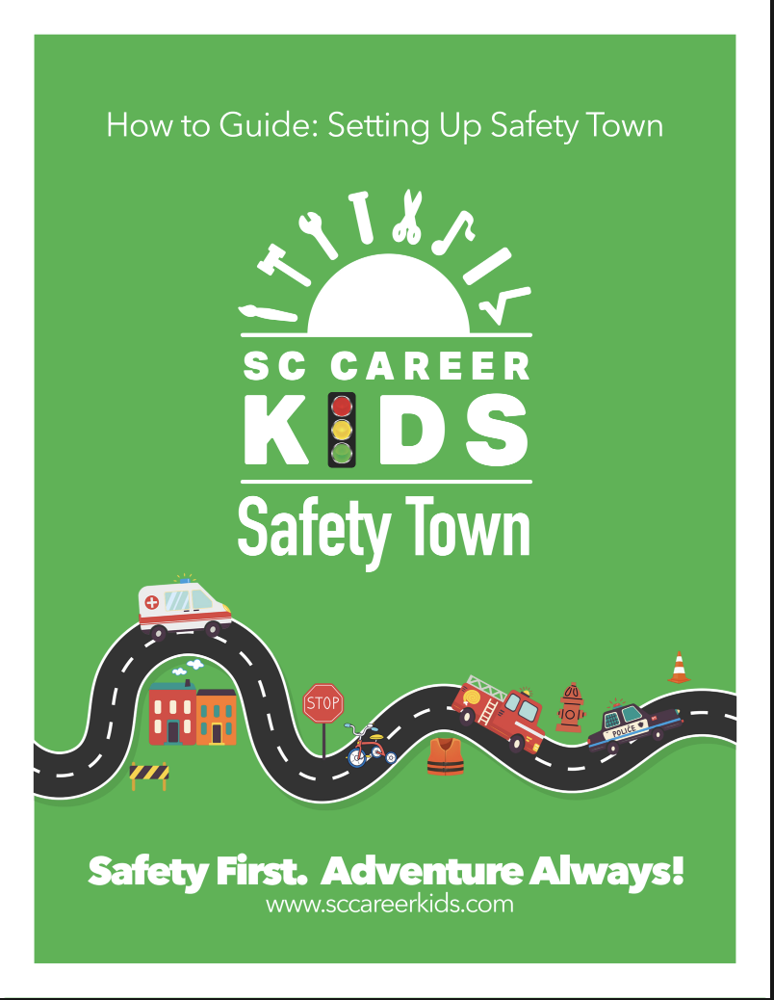 How to Guide: Setting Up Safety Town
SC CAREER
KIDS
Safety Town
STOP
POLICE
Safety First. Adventure Always!
www.sccareerkids.com